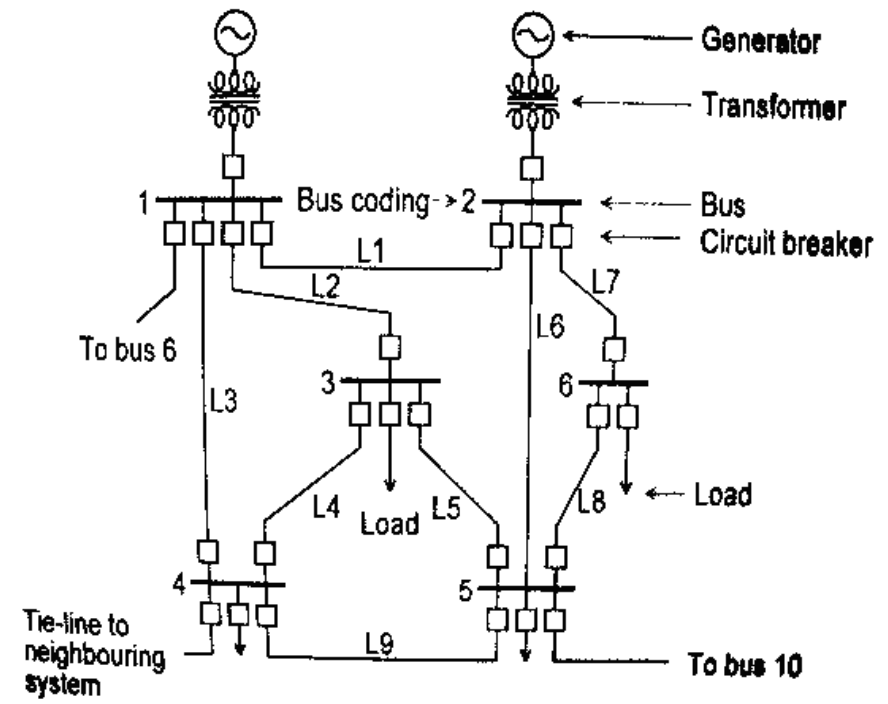 Generator
Transformer
1
Bus coding
2
Bus
Circuit breaker
L1
L2
L7
To bus 6
L6
3
6
L3
L4
Load
L5
L8
Load
4
5
Tie-line to
neighbouring
system
L9
To bus 10